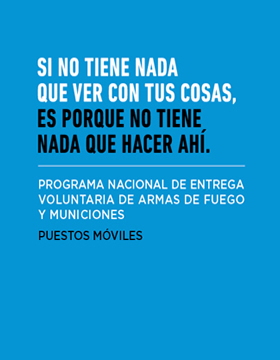 SI NO TIENE NADA
QUE VER CON TUS COSAS,
ES PORQUE NO TIENE
NADA QUE HACER AHÍ.
PROGRAMA NACIONAL DE ENTREGA
VOLUNTARIA DE ARMAS DE FUEGO
Y MUNICIONES
PUESTOS MÓVILES